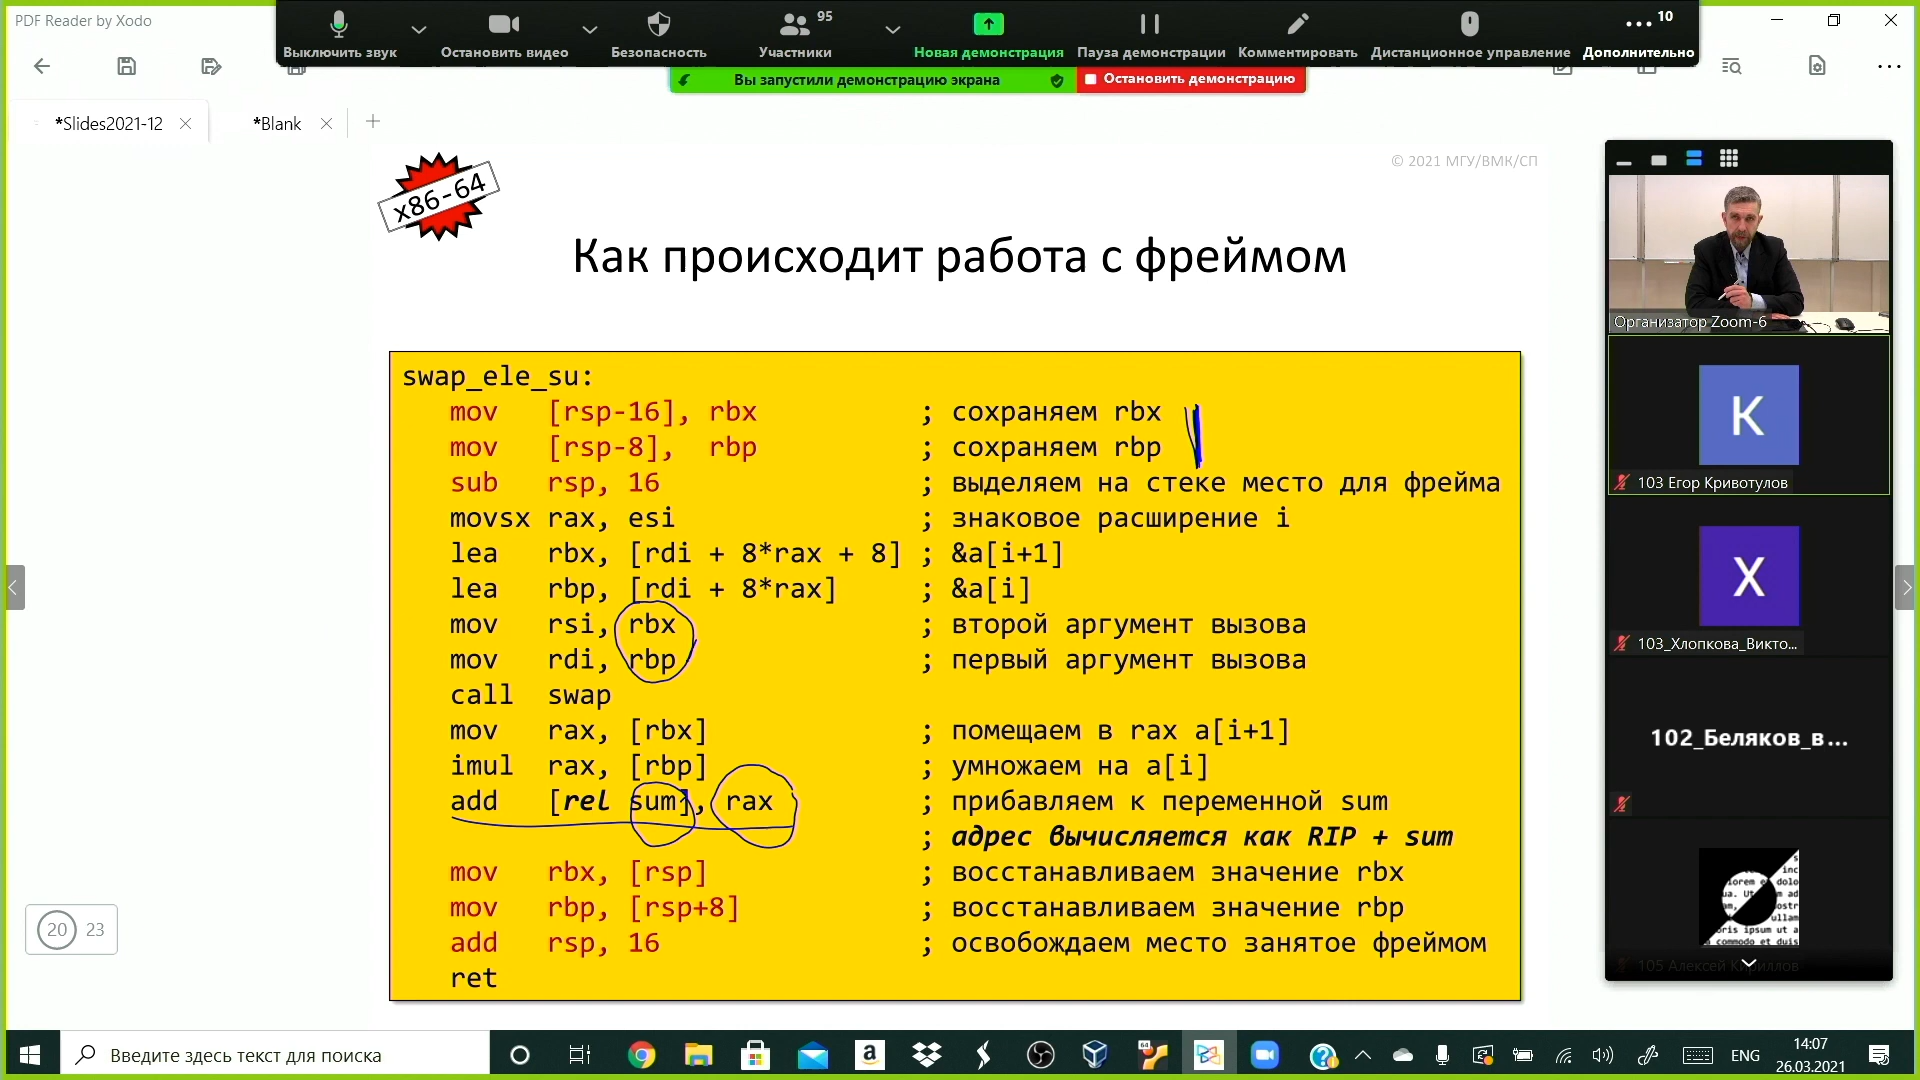 PDF Reader by Xodo
95
10
Выключить звук
Остановить видео
Безопасность
Участники
Новая демонстрация
Пауза демонстрации
Комментировать
Дистанционное управление
Дополнительно
Вы запустили демонстрацию экрана
Остановить демонстрацию
*Slides2021-12
*Blank
x86-64
© 2021 МГУ/ВМК/СП
Как происходит работа с фреймом
swap_ele_su:
mov [rsp-16], rbx ; сохраняем rbx
mov [rsp-8], rbp ; сохраняем rbp
sub rsp, 16 ; выделяем на стеке место для фрейма
movsx rax, esi ; знаковое расширение i
lea rbx, [rdi + 8*rax + 8] ; &a[i+1]
lea rbp, [rdi + 8*rax] ; &a[i]
mov rsi, rbx ; второй аргумент вызова
mov rdi, rbp ; первый аргумент вызова
call swap
mov rax, [rbx] ; помещаем в rax a[i+1]
imul rax, [rbp] ; умножаем на a[i]
add [rel sum], rax ; прибавляем к переменной sum
; адрес вычисляется как RIP + sum
mov rbx, [rsp] ; восстанавливаем значение rbx
mov rbp, [rsp+8] ; восстанавливаем значение rbp
add rsp, 16 ; освобождаем место занятое фреймом
ret
20 23
Организатор Zoom-6
К
103 Егор Кривотулов
Х
103_Хлопкова_Викто...
102_Беляков_в...
105 Алексей Кириллов
Введите здесь текст для поиска
ENG
14:07
26.03.2021